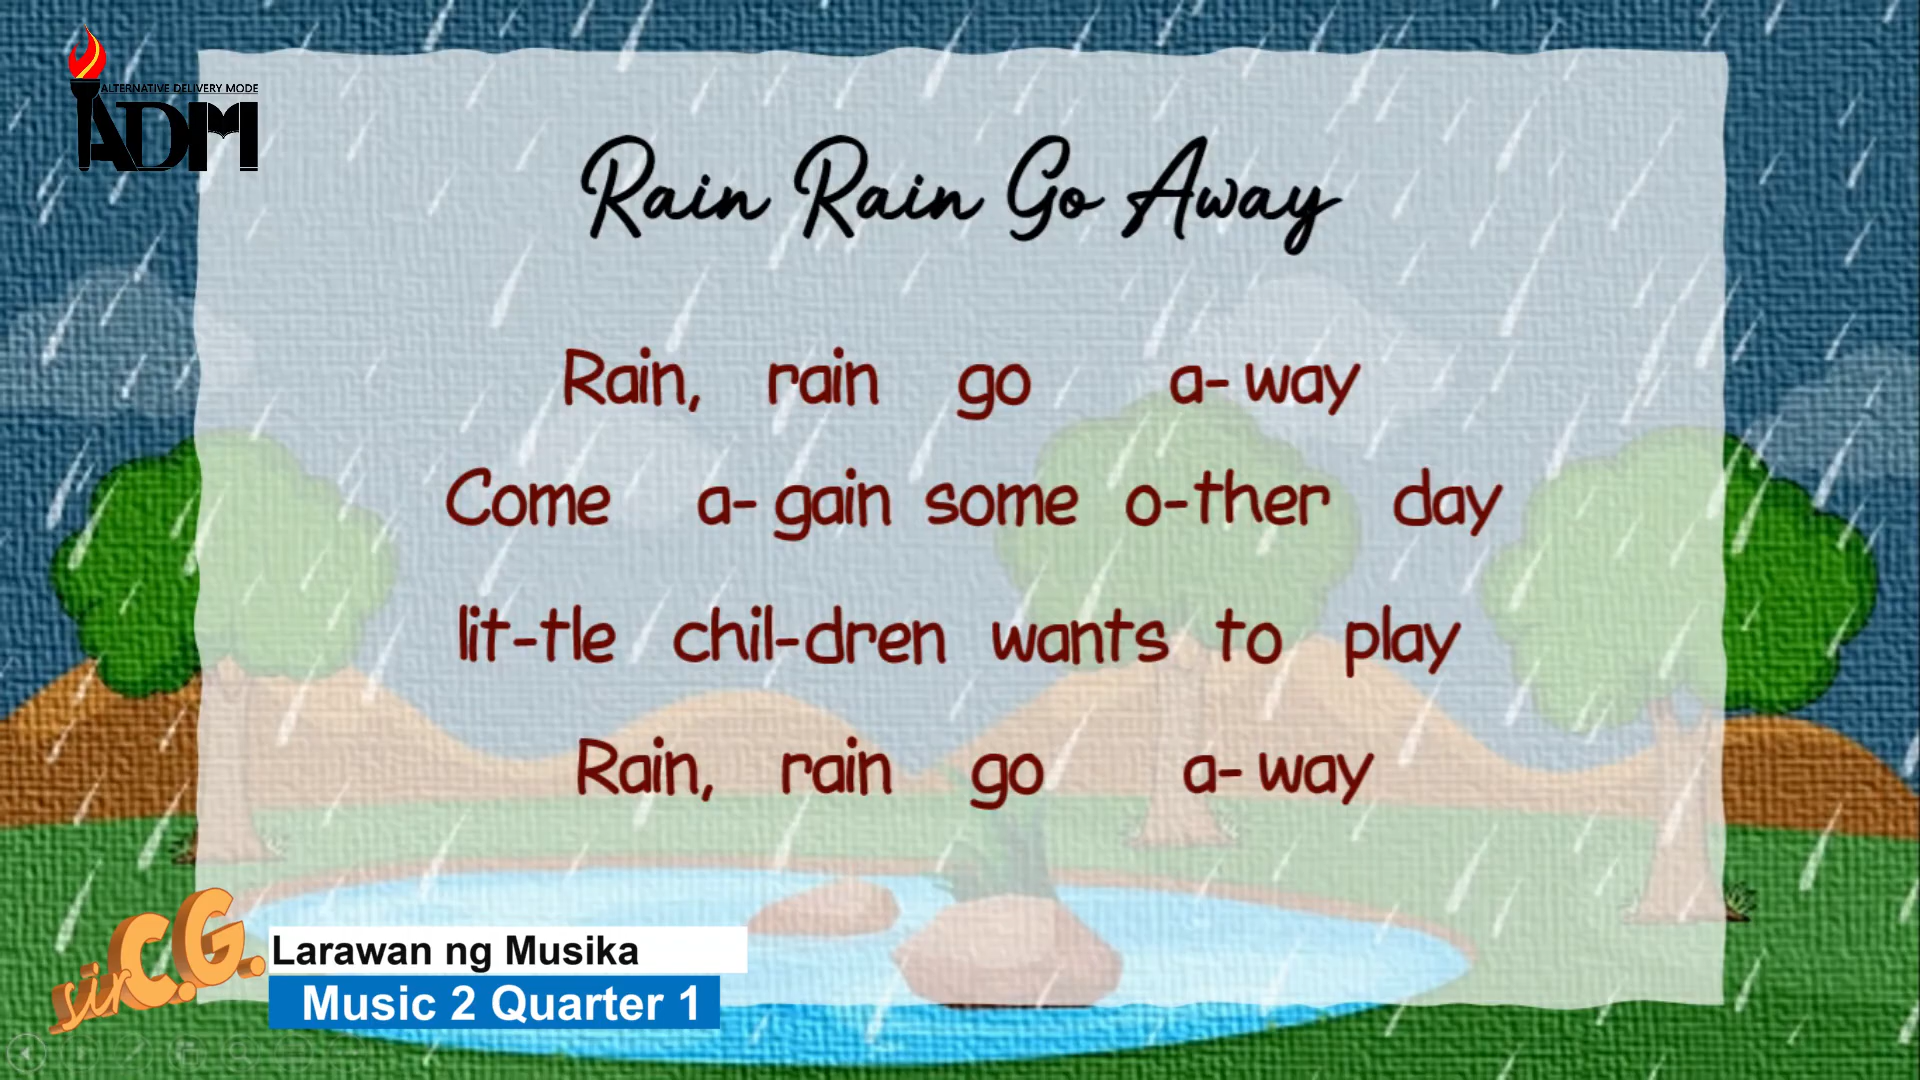 ALTERNATIVE DELIVERY MODE
ADM
Rain Rain Go Away
Rain, rain go a-way
Come a-gain some o-ther day
lit-tle chil-dren wants to play
Rain, rain go a-way
sir C.G.
Larawan ng Musika
Music 2 Quarter 1